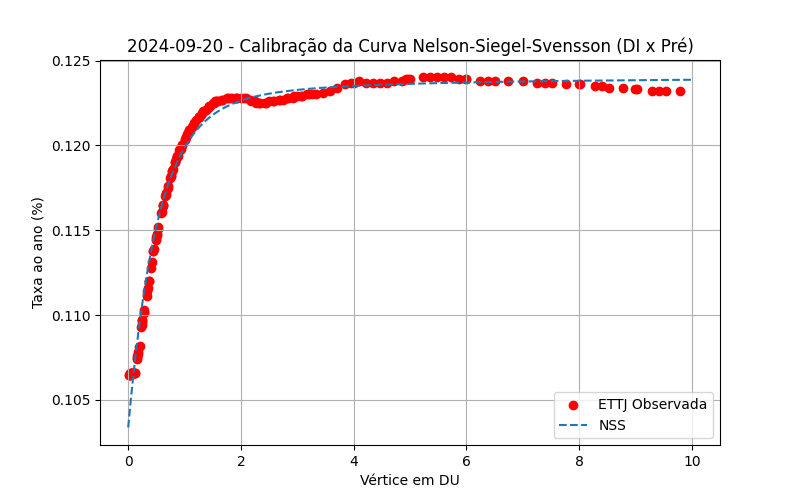 2024-09-20 - Calibração da Curva Nelson-Siegel-Svensson (DI x Pré)
0.125
0.120
0.115
0.110
0.105
Taxa ao ano (%)
ETTJ Observada
NSS
0 2 4 6 8 10
Vértice em DU